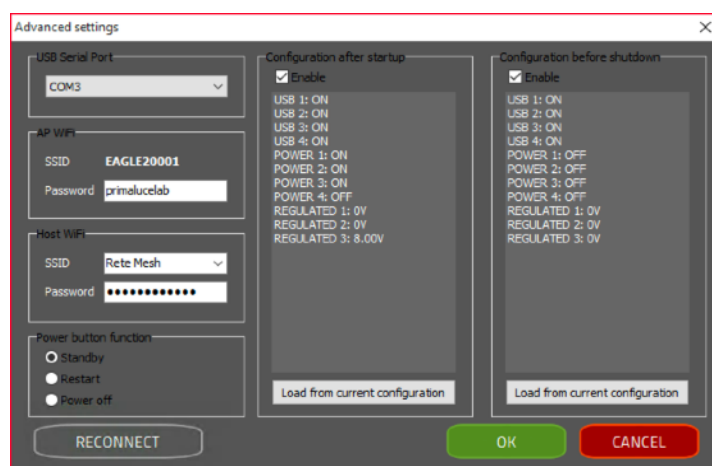 Advanced settings
USB Serial Port
COM3
AP WiFi
SSID EAGLE20001
Password primalucelab
Host WiFi
SSID Rete Mesh
Password ●●●●●●●●●●●●
Power button function
Standby
Restart
Power off
Configuration after startup
Enable
USB 1: ON
USB 2: ON
USB 3: ON
USB 4: ON
POWER 1: ON
POWER 2: ON
POWER 3: ON
POWER 4: OFF
REGULATED 1: 0V
REGULATED 2: 0V
REGULATED 3: 8.00V
Load from current configuration
Configuration before shutdown
Enable
USB 1: ON
USB 2: ON
USB 3: ON
USB 4: ON
POWER 1: OFF
POWER 2: OFF
POWER 3: OFF
POWER 4: OFF
REGULATED 1: 0V
REGULATED 2: 0V
REGULATED 3: 0V
Load from current configuration
RECONNECT
OK
CANCEL